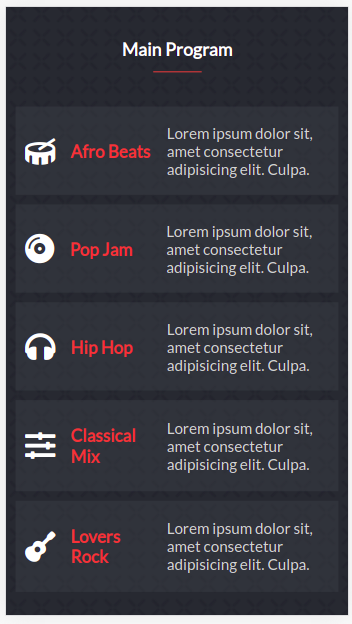 Main Program
Afro Beats
Lorem ipsum dolor sit,
amet consectetur
adipisicing elit. Culpa.
Pop Jam
Lorem ipsum dolor sit,
amet consectetur
adipisicing elit. Culpa.
Hip Hop
Lorem ipsum dolor sit,
amet consectetur
adipisicing elit. Culpa.
Classical
Mix
Lorem ipsum dolor sit,
amet consectetur
adipisicing elit. Culpa.
Lovers
Rock
Lorem ipsum dolor sit,
amet consectetur
adipisicing elit. Culpa.